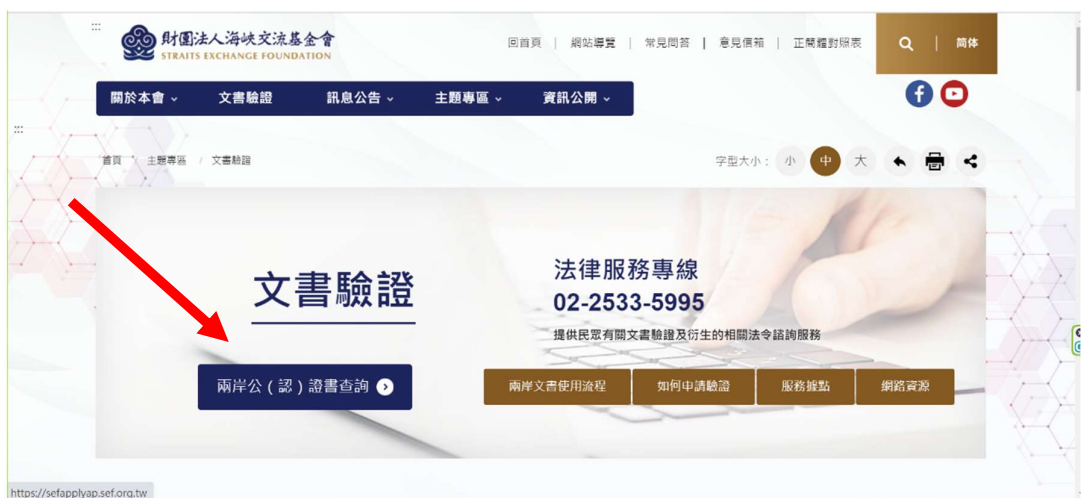 財團法人海峽交流基金會
STRAITS EXCHANGE FOUNDATION
回首頁 | 網站導覽 | 常見問答 | 意見信箱 | 正簡體對照表
简体
關於本會 文書驗證 訊息公告 主題專區 資訊公開
首頁 / 主題專區 / 文書驗證
字型大小: 小 中 大
文書驗證
法律服務專線
02-2533-5995
提供民眾有關文書驗證及衍生的相關法令諮詢服務
兩岸公(認)證書查詢
兩岸文書使用流程 如何申請驗證 服務據點 網路資源
https://sefapplyap.sef.org.tw